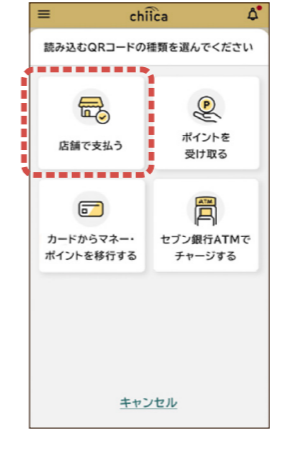 chiica
読み込むQRコードの種類を選んでください
店舗で支払う
P
ポイントを
受け取る
カードからマネー・
ポイントを移行する
ATM
セブン銀行ATMで
チャージする
キャンセル